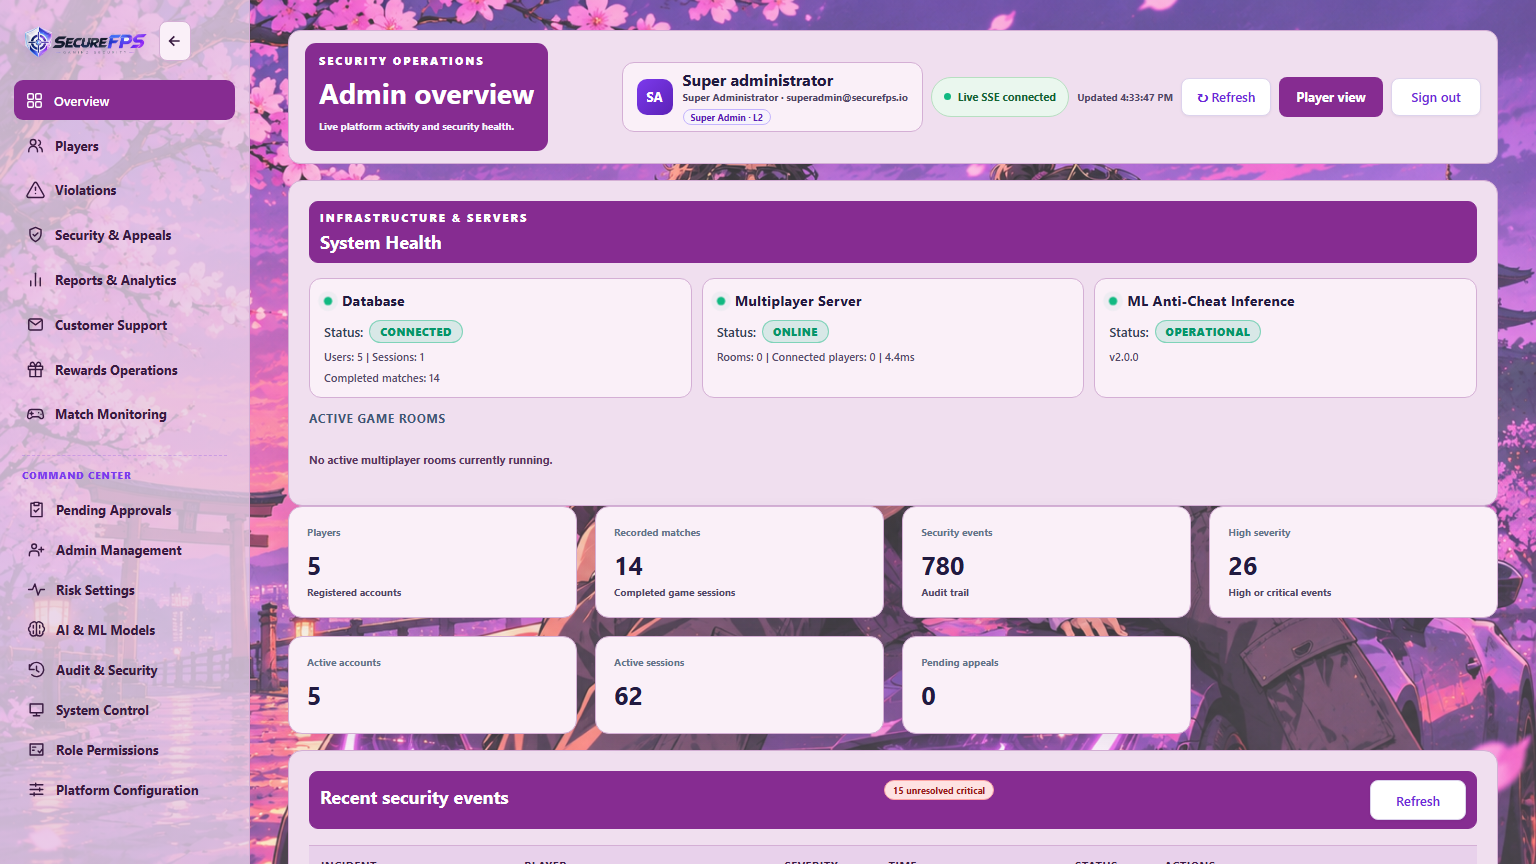 SECUREFPS
Overview
Players
Violations
Security & Appeals
Reports & Analytics
Customer Support
Rewards Operations
Match Monitoring
COMMAND CENTER
Pending Approvals
Admin Management
Risk Settings
AI & ML Models
Audit & Security
System Control
Role Permissions
Platform Configuration
SECURITY OPERATIONS
Admin overview
Live platform activity and security health.
SA
Super administrator
Super Administrator · superadmin@securefps.io
Super Admin · L2
Live SSE connected
Updated 4:33:47 PM
↻ Refresh
Player view
Sign out
INFRASTRUCTURE & SERVERS
System Health
Database
Status: CONNECTED
Users: 5 | Sessions: 1
Completed matches: 14
Multiplayer Server
Status: ONLINE
Rooms: 0 | Connected players: 0 | 4.4ms
ML Anti-Cheat Inference
Status: OPERATIONAL
v2.0.0
ACTIVE GAME ROOMS
No active multiplayer rooms currently running.
Players
5
Registered accounts
Recorded matches
14
Completed game sessions
Security events
780
Audit trail
High severity
26
High or critical events
Active accounts
5
Active sessions
62
Pending appeals
0
Recent security events
15 unresolved critical
Refresh
INCIDENT PLAYER SEVERITY TIME STATUS ACTIONS